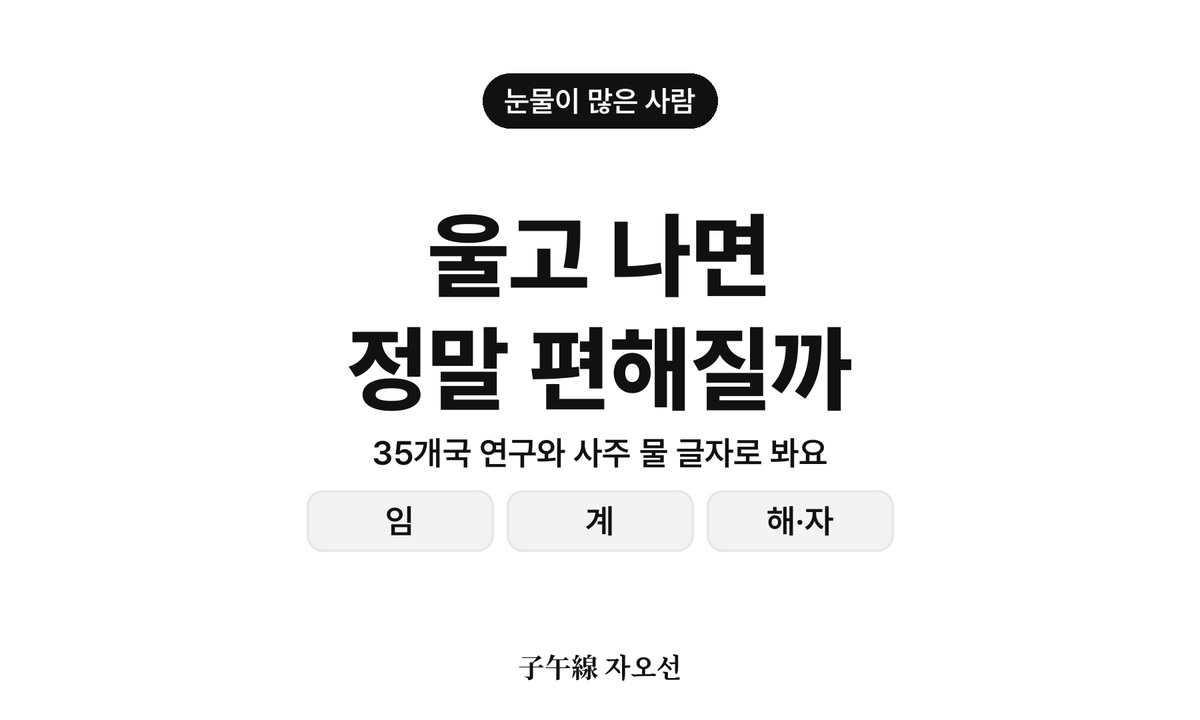 눈물이 많은 사람
울고 나면
정말 편해질까
35개국 연구와 사주 물 글자로 봐요
임
계
해·자
子午線 자오선